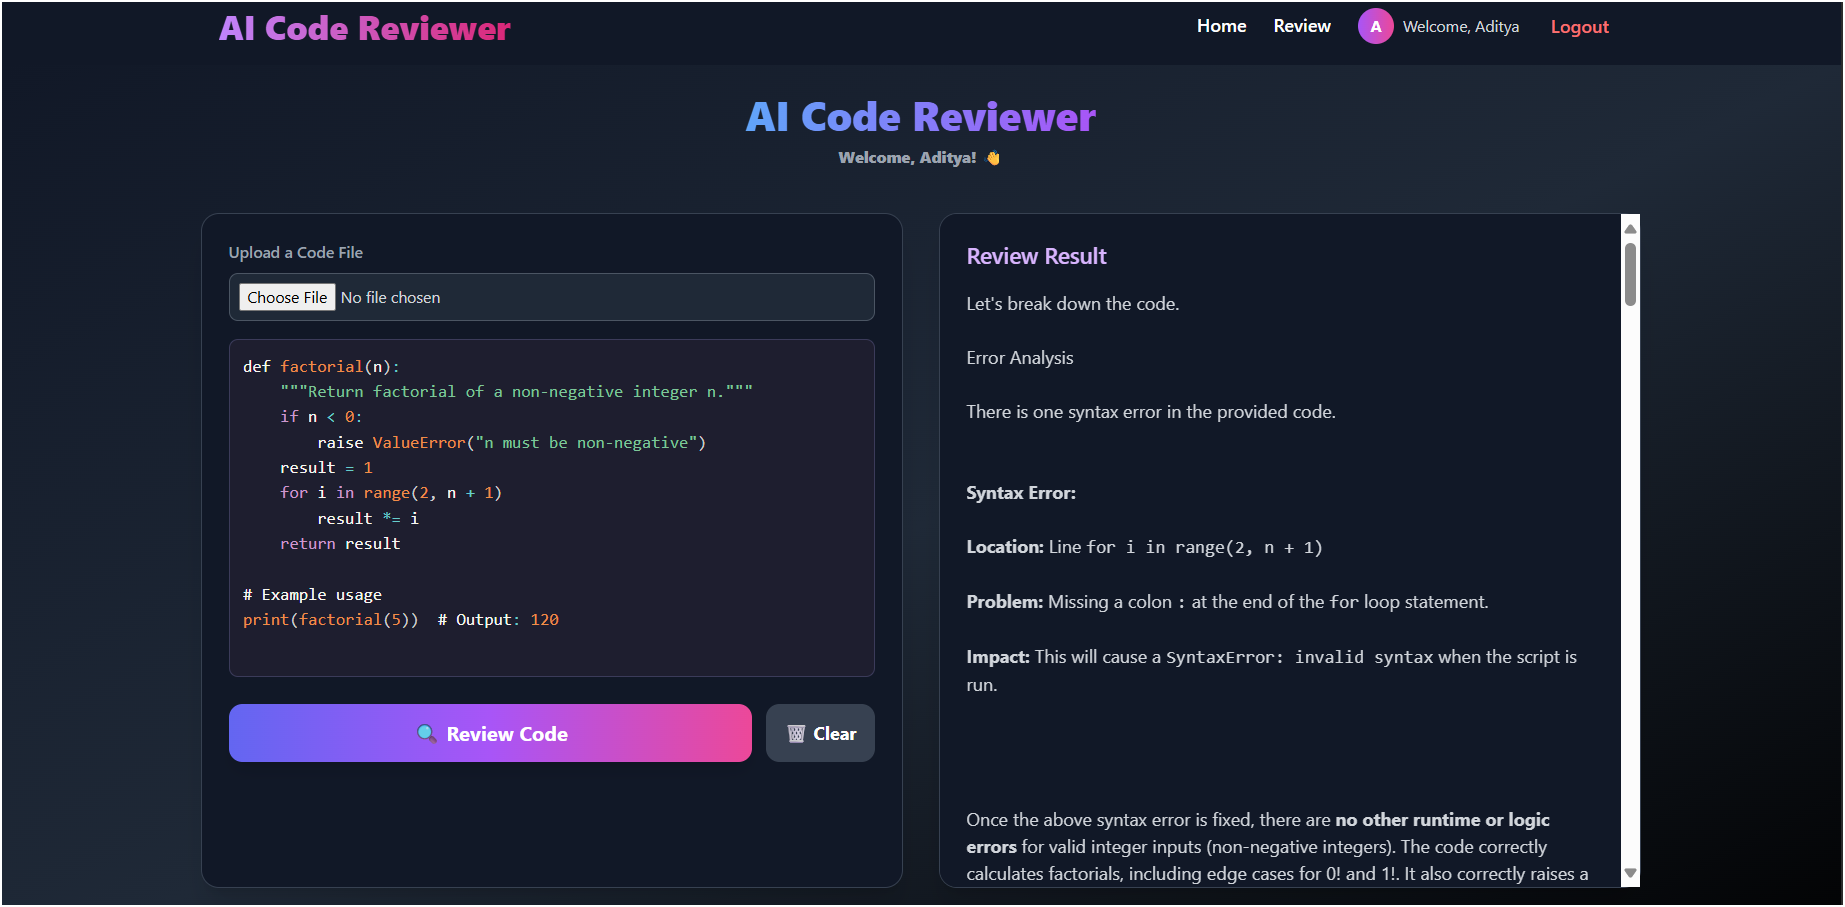 AI Code Reviewer
Home Review A Welcome, Aditya Logout
AI Code Reviewer
Welcome, Aditya! 👋
Upload a Code File
Choose File No file chosen
def factorial(n):
    """Return factorial of a non-negative integer n."""
    if n < 0:
        raise ValueError("n must be non-negative")
    result = 1
    for i in range(2, n + 1)
        result *= i
    return result
# Example usage
print(factorial(5))  # Output: 120
🔍 Review Code
🗑️ Clear
Review Result
Let's break down the code.
Error Analysis
There is one syntax error in the provided code.
Syntax Error:
Location: Line for i in range(2, n + 1)
Problem: Missing a colon : at the end of the for loop statement.
Impact: This will cause a SyntaxError: invalid syntax when the script is
run.
Once the above syntax error is fixed, there are no other runtime or logic
errors for valid integer inputs (non-negative integers). The code correctly
calculates factorials, including edge cases for 0! and 1!. It also correctly raises a